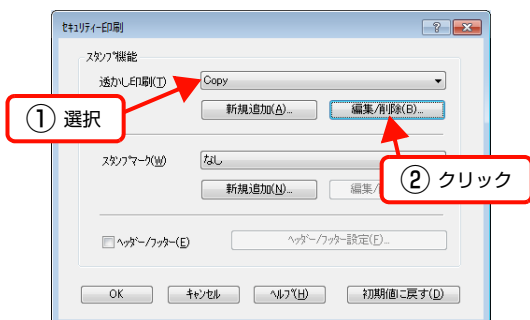 セキュリティー印刷
スタンプ機能
透かし印刷(T)
Copy
新規追加(A)...
編集/削除(B)...
① 選択
スタンプマーク(W)
なし
新規追加(N)...
編集/
② クリック
ヘッダー/フッター(E)
ヘッダー/フッター設定(F)...
OK
キャンセル
ヘルプ(H)
初期値に戻す(D)